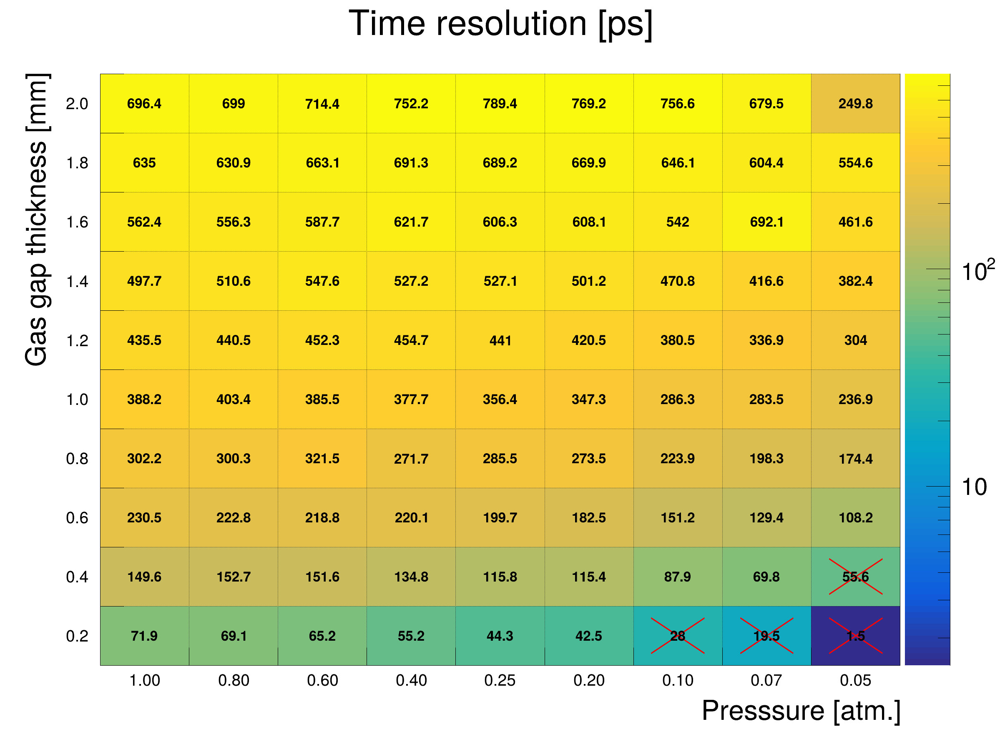 Time resolution [ps]
Gas gap thickness [mm]
2.0 696.4 699 714.4 752.2 789.4 769.2 756.6 679.5 249.8
1.8 635 630.9 663.1 691.3 689.2 669.9 646.1 604.4 554.6
1.6 562.4 556.3 587.7 621.7 606.3 608.1 542 692.1 461.6
1.4 497.7 510.6 547.6 527.2 527.1 501.2 470.8 416.6 382.4
10²
1.2 435.5 440.5 452.3 454.7 441 420.5 380.5 336.9 304
1.0 388.2 403.4 385.5 377.7 356.4 347.3 286.3 283.5 236.9
0.8 302.2 300.3 321.5 271.7 285.5 273.5 223.9 198.3 174.4
10
0.6 230.5 222.8 218.8 220.1 199.7 182.5 151.2 129.4 108.2
0.4 149.6 152.7 151.6 134.8 115.8 115.4 87.9 69.8 55.6
0.2 71.9 69.1 65.2 55.2 44.3 42.5 28 19.5 1.5
1.00 0.80 0.60 0.40 0.25 0.20 0.10 0.07 0.05
Presssure [atm.]